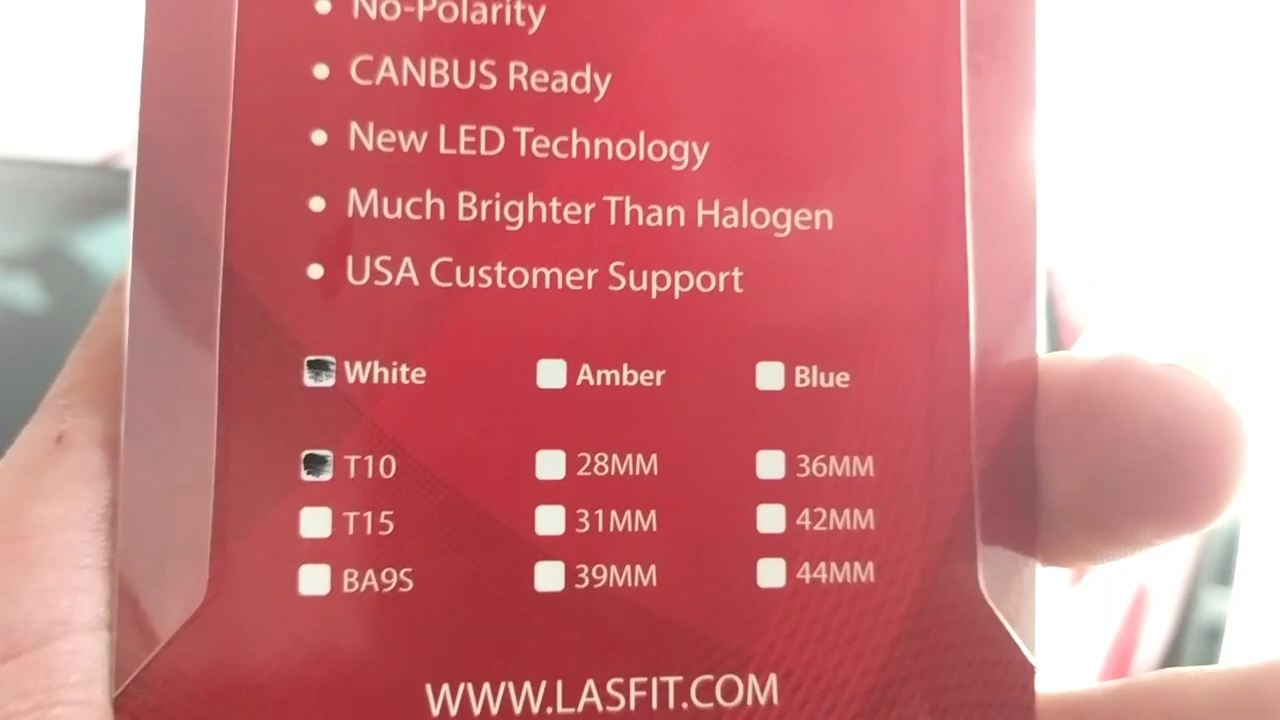 No-Polarity
CANBUS Ready
New LED Technology
Much Brighter Than Halogen
USA Customer Support
White Amber Blue
T10 28MM 36MM
T15 31MM 42MM
BA9S 39MM 44MM
WWW.LASFIT.COM